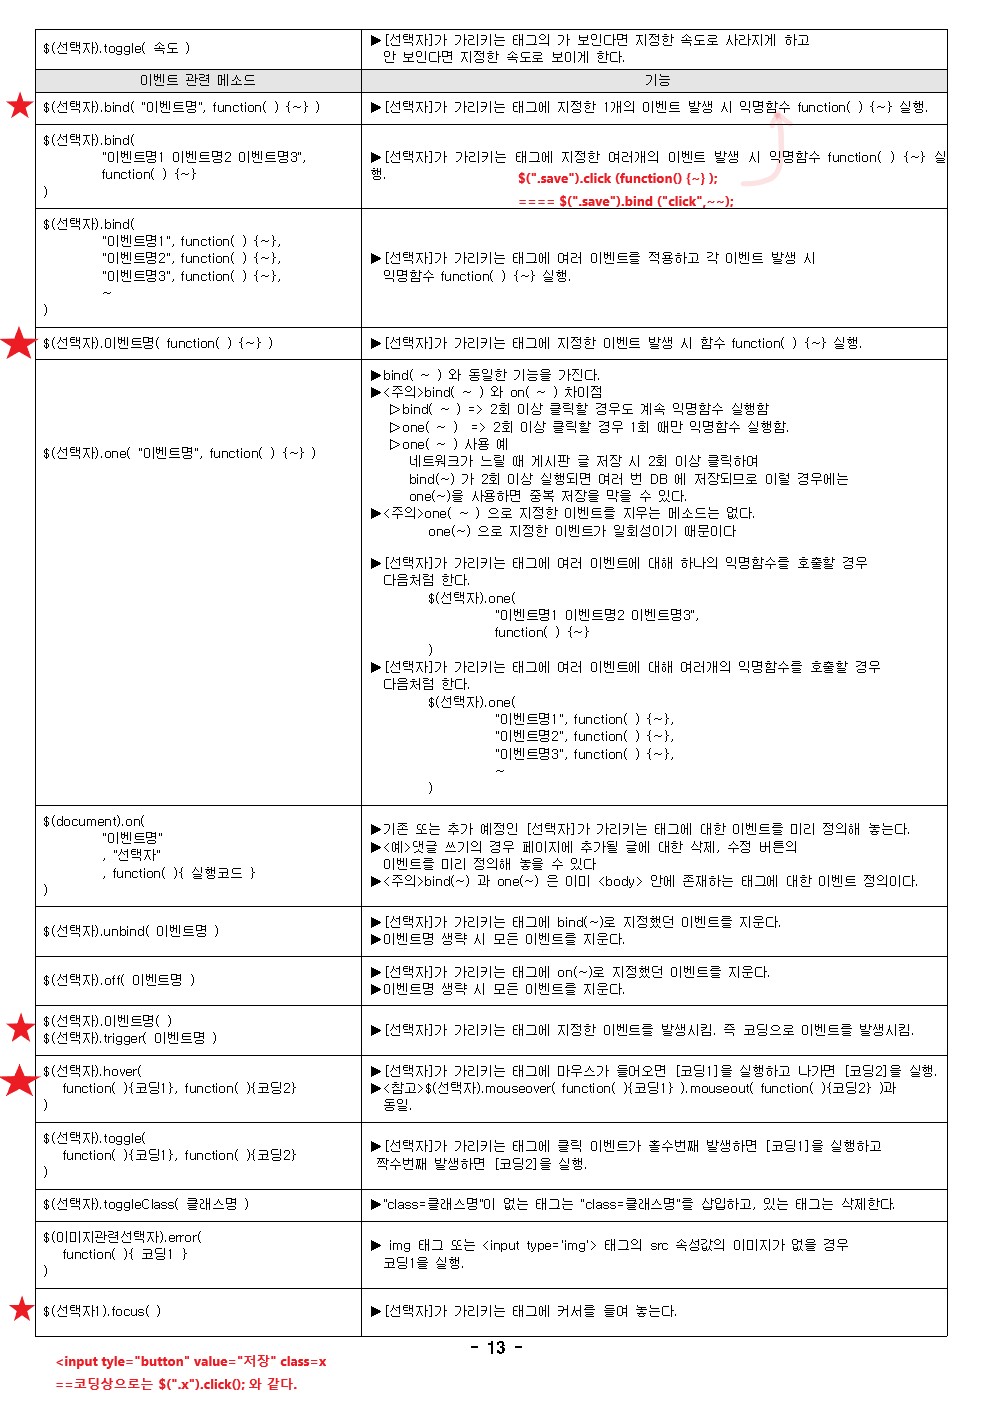 $(선택자).toggle( 속도 )
▶[선택자]가 가리키는 태그의 가 보인다면 지정한 속도로 사라지게 하고
안 보인다면 지정한 속도로 보이게 한다.
이벤트 관련 메소드
기능
$(선택자).bind( "이벤트명", function( ) {~} )
▶[선택자]가 가리키는 태그에 지정한 1개의 이벤트 발생 시 익명함수 function( ) {~} 실행.
$(선택자).bind(
"이벤트명1 이벤트명2 이벤트명3",
function( ) {~}
)
▶[선택자]가 가리키는 태그에 지정한 여러개의 이벤트 발생 시 익명함수 function( ) {~} 실
행.
$(".save").click (function() {~} );
==== $(".save").bind ("click",~~);
$(선택자).bind(
"이벤트명1", function( ) {~},
"이벤트명2", function( ) {~},
"이벤트명3", function( ) {~},
~
)
▶[선택자]가 가리키는 태그에 여러 이벤트를 적용하고 각 이벤트 발생 시
익명함수 function( ) {~} 실행.
$(선택자).이벤트명( function( ) {~} )
▶[선택자]가 가리키는 태그에 지정한 이벤트 발생 시 함수 function( ) {~} 실행.
$(선택자).one( "이벤트명", function( ) {~} )
▶bind( ~ ) 와 동일한 기능을 가진다.
▶<주의>bind( ~ ) 와 on( ~ ) 차이점
▷bind( ~ ) => 2회 이상 클릭할 경우도 계속 익명함수 실행함
▷one( ~ ) => 2회 이상 클릭할 경우 1회 때만 익명함수 실행함.
▷one( ~ ) 사용 예
네트워크가 느릴 때 게시판 글 저장 시 2회 이상 클릭하여
bind(~) 가 2회 이상 실행되면 여러 번 DB 에 저장되므로 이럴 경우에는
one(~)을 사용하면 중복 저장을 막을 수 있다.
▶<주의>one( ~ ) 으로 지정한 이벤트를 지우는 메소드는 없다.
one(~) 으로 지정한 이벤트가 일회성이기 때문이다
▶[선택자]가 가리키는 태그에 여러 이벤트에 대해 하나의 익명함수를 호출할 경우
다음처럼 한다.
$(선택자).one(
"이벤트명1 이벤트명2 이벤트명3",
function( ) {~}
)
▶[선택자]가 가리키는 태그에 여러 이벤트에 대해 여러개의 익명함수를 호출할 경우
다음처럼 한다.
$(선택자).one(
"이벤트명1", function( ) {~},
"이벤트명2", function( ) {~},
"이벤트명3", function( ) {~},
~
)
$(document).on(
"이벤트명"
, "선택자"
, function( ){ 실행코드 }
)
▶기존 또는 추가 예정인 [선택자]가 가리키는 태그에 대한 이벤트를 미리 정의해 놓는다.
▶<예>댓글 쓰기의 경우 페이지에 추가될 글에 대한 삭제, 수정 버튼의
이벤트를 미리 정의해 놓을 수 있다
▶<주의>bind(~) 과 one(~) 은 이미 <body> 안에 존재하는 태그에 대한 이벤트 정의이다.
$(선택자).unbind( 이벤트명 )
▶[선택자]가 가리키는 태그에 bind(~)로 지정했던 이벤트를 지운다.
▶이벤트명 생략 시 모든 이벤트를 지운다.
$(선택자).off( 이벤트명 )
▶[선택자]가 가리키는 태그에 on(~)로 지정했던 이벤트를 지운다.
▶이벤트명 생략 시 모든 이벤트를 지운다.
$(선택자).이벤트명( )
$(선택자).trigger( 이벤트명 )
▶[선택자]가 가리키는 태그에 지정한 이벤트를 발생시킴. 즉 코딩으로 이벤트를 발생시킴.
$(선택자).hover(
function( ){코딩1}, function( ){코딩2}
)
▶[선택자]가 가리키는 태그에 마우스가 들어오면 [코딩1]을 실행하고 나가면 [코딩2]을 실행.
▶<참고>$(선택자).mouseover( function( ){코딩1} ).mouseout( function( ){코딩2} )과
동일.
$(선택자).toggle(
function( ){코딩1}, function( ){코딩2}
)
▶[선택자]가 가리키는 태그에 클릭 이벤트가 홀수번째 발생하면 [코딩1]을 실행하고
짝수번째 발생하면 [코딩2]을 실행.
$(선택자).toggleClass( 클래스명 )
▶"class=클래스명"이 없는 태그는 "class=클래스명"를 삽입하고, 있는 태그는 삭제한다.
$(이미지관련선택자).error(
function( ){ 코딩1 }
)
▶ img 태그 또는 <input type='img'> 태그의 src 속성값의 이미지가 없을 경우
코딩1을 실행.
$(선택자1).focus( )
▶[선택자]가 가리키는 태그에 커서를 들여 놓는다.
- 13 -
<input tyle="button" value="저장" class=x
==코딩상으로는 $(".x").click(); 와 같다.